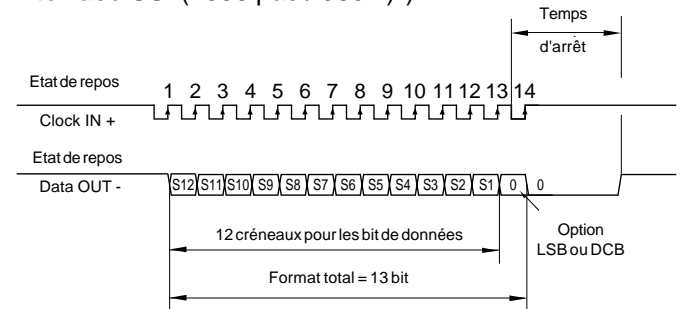 Temps
d'arrêt
Etat de repos
1 2 3 4 5 6 7 8 9 10 11 12 13 14
Clock IN +
Etat de repos
Data OUT -
S12 S11 S10 S9 S8 S7 S6 S5 S4 S3 S2 S1 0 0
Option
LSB ou DCB
12 créneaux pour les bit de données
Format total = 13 bit